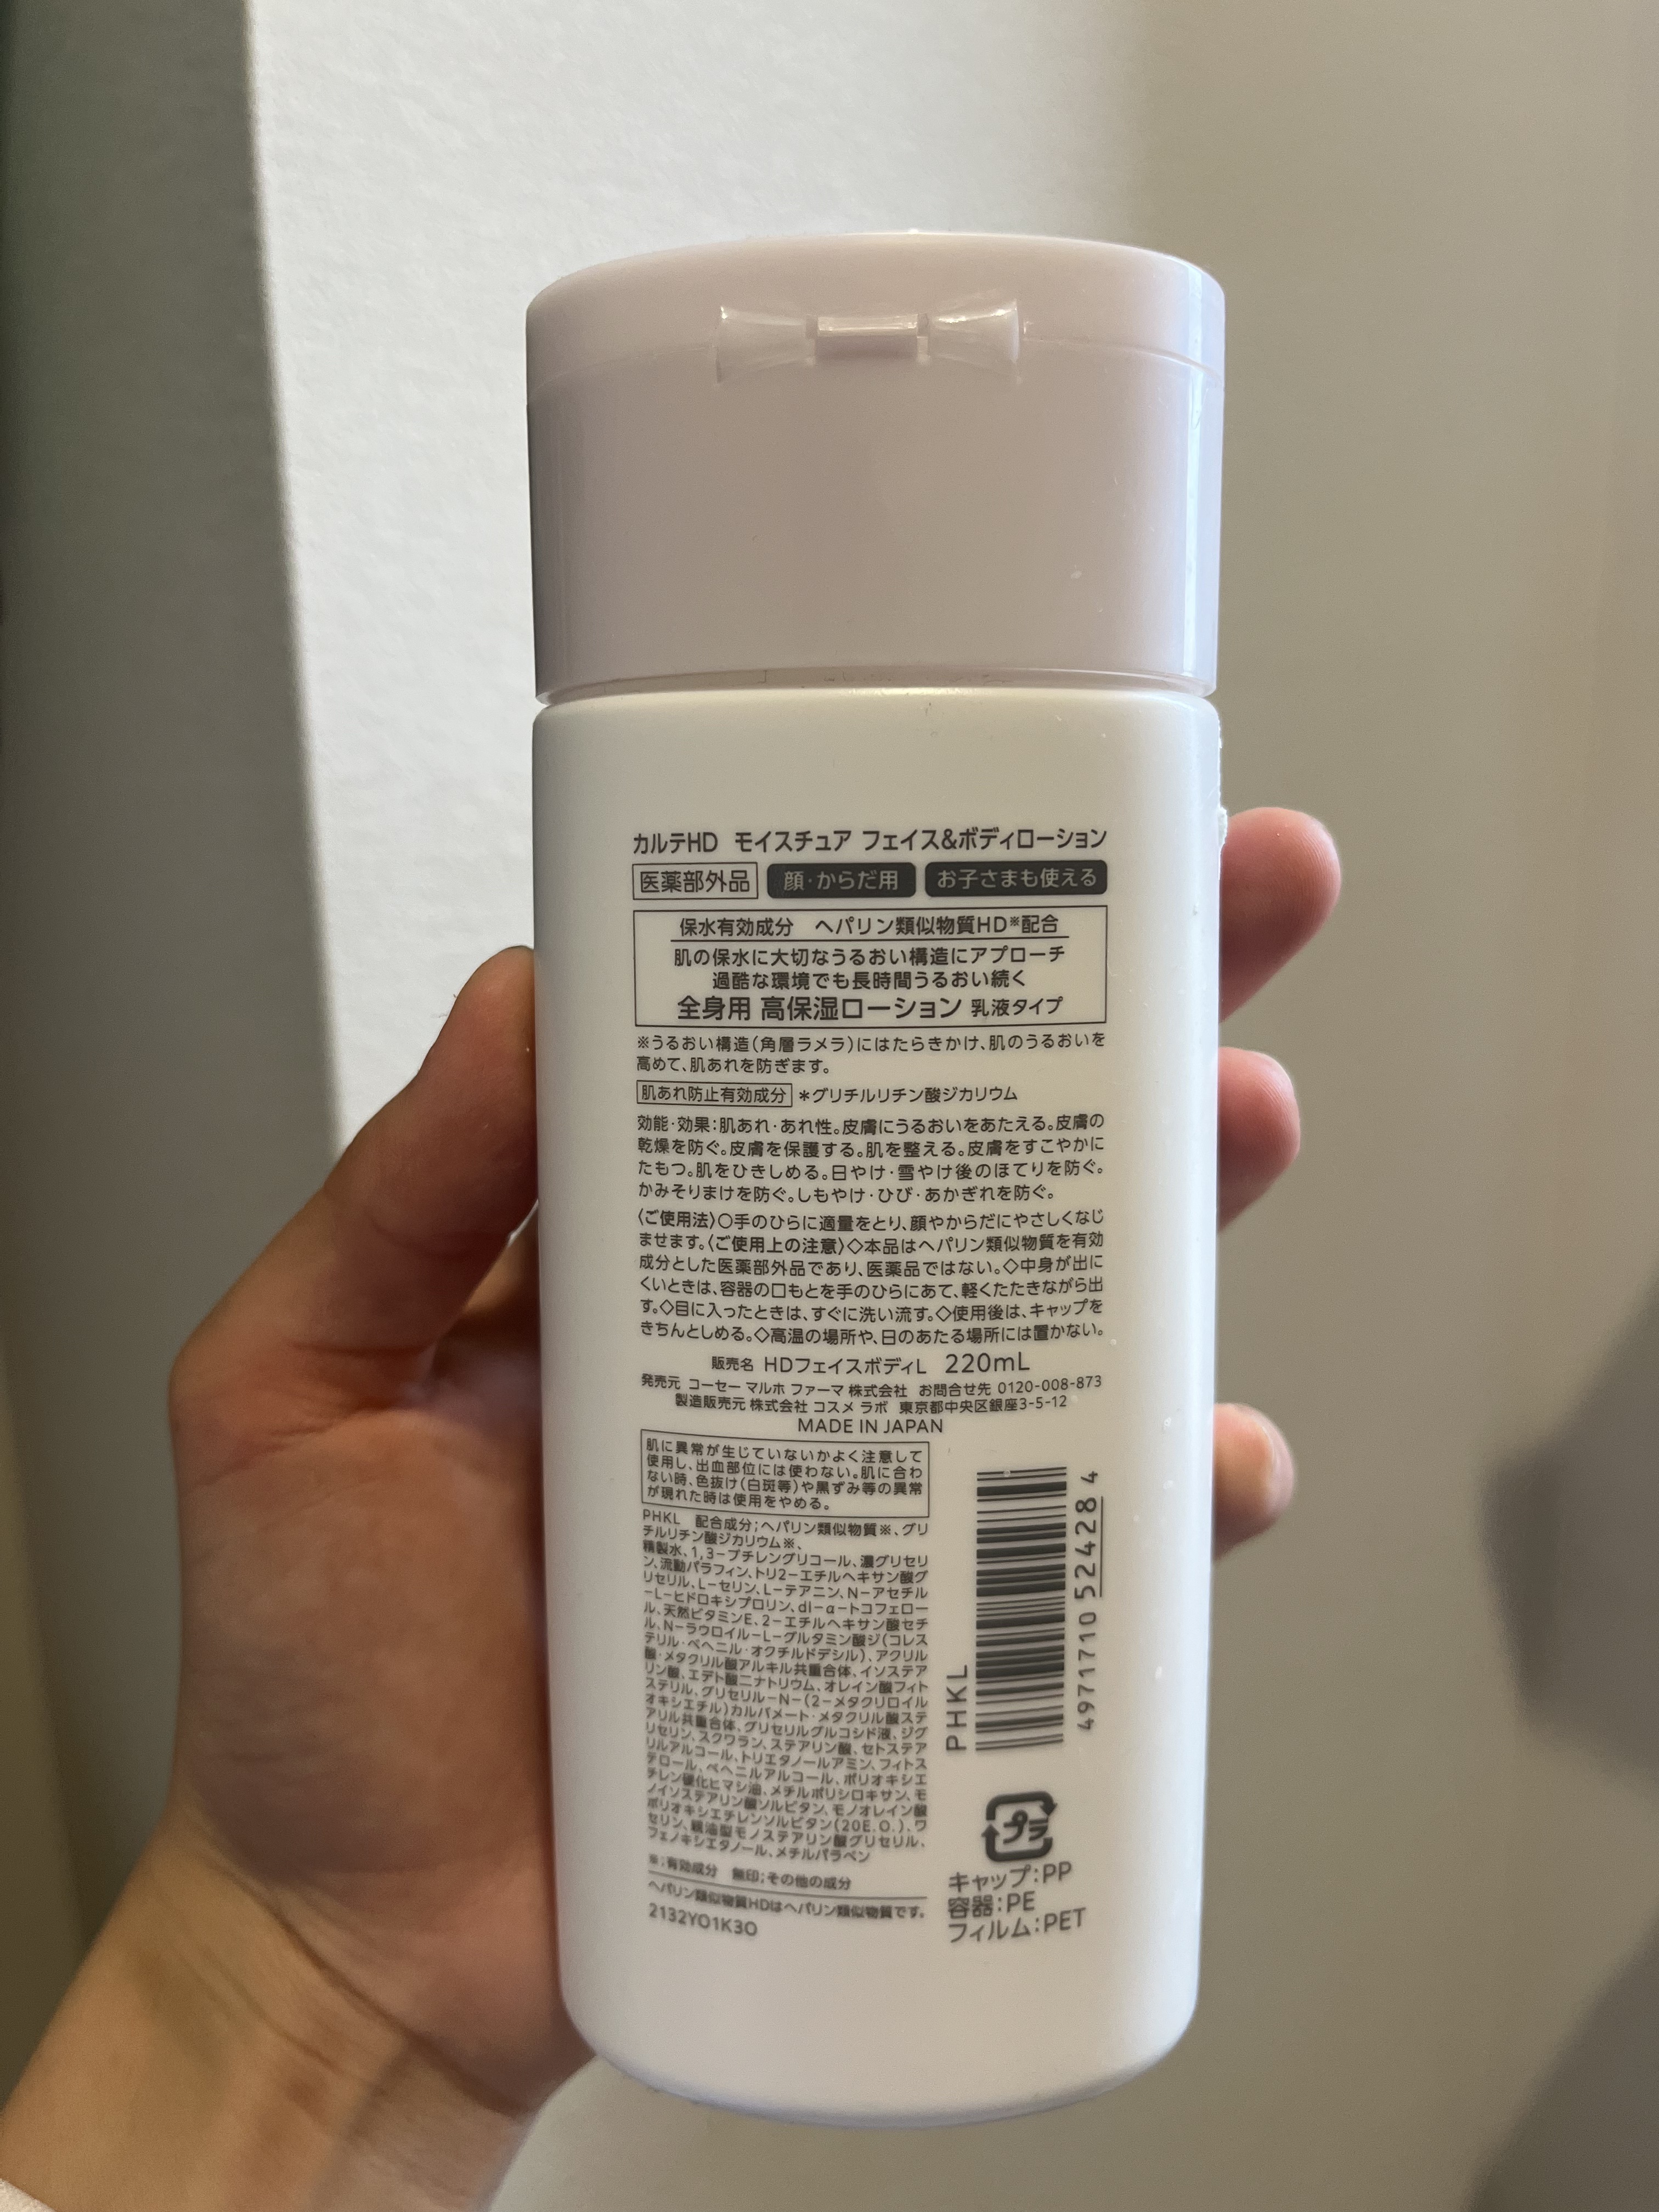 カルテHD モイスチュア フェイス&ボディローション
医薬部外品 顔・からだ用 お子さまも使える
保水有効成分 ヘパリン類似物質HD※配合
肌の保水に大切なうるおい構造にアプローチ
過酷な環境でも長時間うるおい続く
全身用 高保湿ローション 乳液タイプ
※うるおい構造(角層ラメラ)にはたらきかけ、肌のうるおいを
高めて、肌あれを防ぎます。
肌あれ防止有効成分 *グリチルリチン酸ジカリウム
効能・効果:肌あれ・あれ性。皮膚にうるおいをあたえる。皮膚の
乾燥を防ぐ。皮膚を保護する。肌を整える。皮膚をすこやかに
たもつ。肌をひきしめる。日やけ・雪やけ後のほてりを防ぐ。
かみそりまけを防ぐ。しもやけ・ひび・あかぎれを防ぐ。
〈ご使用法〉○手のひらに適量をとり、顔やからだにやさしくなじ
ませます。〈ご使用上の注意〉◇本品はヘパリン類似物質を有効
成分とした医薬部外品であり、医薬品ではない。◇中身が出に
くいときは、容器の口もとを手のひらにあて、軽くたたきながら出
す。◇目に入ったときは、すぐに洗い流す。◇使用後は、キャップを
きちんとしめる。◇高温の場所や、日のあたる場所には置かない。
販売名 HDフェイスボディL 220mL
発売元 コーセー マルホ ファーマ 株式会社 お問合せ先 0120-008-873
製造販売元 株式会社 コスメ ラボ 東京都中央区銀座3-5-12
MADE IN JAPAN
肌に異常が生じていないかよく注意して
使用し、出血部位には使わない。肌に合わ
ない時、色抜け(白斑等)や黒ずみ等の異常
が現れた時は使用をやめる。
PHKL 配合成分;ヘパリン類似物質※、グリ
チルリチン酸ジカリウム※、
精製水、1,3-ブチレングリコール、濃グリセリ
ン、流動パラフィン、トリ2-エチルヘキサン酸グ
リセリル、L-セリン、L-テアニン、N-アセチル
-L-ヒドロキシプロリン、dl-α-トコフェロー
ル、天然ビタミンE、2-エチルヘキサン酸セチ
ル、N-ラウロイル-L-グルタミン酸ジ(コレス
テリル・ベヘニル・オクチルドデシル)、アクリル
酸・メタクリル酸アルキル共重合体、イソステア
リン酸、エデト酸二ナトリウム、オレイン酸フィト
ステリル、グリセリル-N-(2-メタクリロイル
オキシエチル)カルバメート・メタクリル酸ステ
アリル共重合体、グリセリルグルコシド液、ジグ
リセリン、スクワラン、ステアリン酸、セトステア
リルアルコール、トリエタノールアミン、フィトス
テロール、ベヘニルアルコール、ポリオキシエ
チレン硬化ヒマシ油、メチルポリシロキサン、モ
ノイソステアリン酸ソルビタン、モノオレイン酸
ポリオキシエチレンソルビタン(20E.O.)、ワ
セリン、親油型モノステアリン酸グリセリル、
フェノキシエタノール、メチルパラベン
※;有効成分 無印;その他の成分
ヘパリン類似物質HDはヘパリン類似物質です。
2132YO1K3O
PHKL
4971710 524284
プラ
キャップ:PP
容器:PE
フィルム:PET